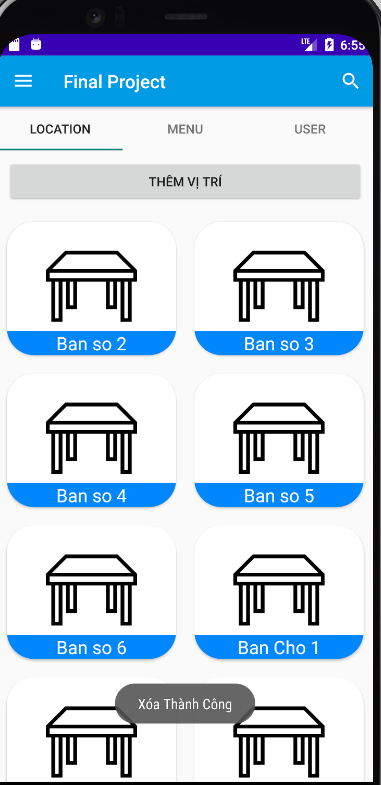 LTE 6:55
Final Project
LOCATION MENU USER
THÊM VỊ TRÍ
Ban so 2 Ban so 3
Ban so 4 Ban so 5
Ban so 6 Ban Cho 1
Xóa Thành Công